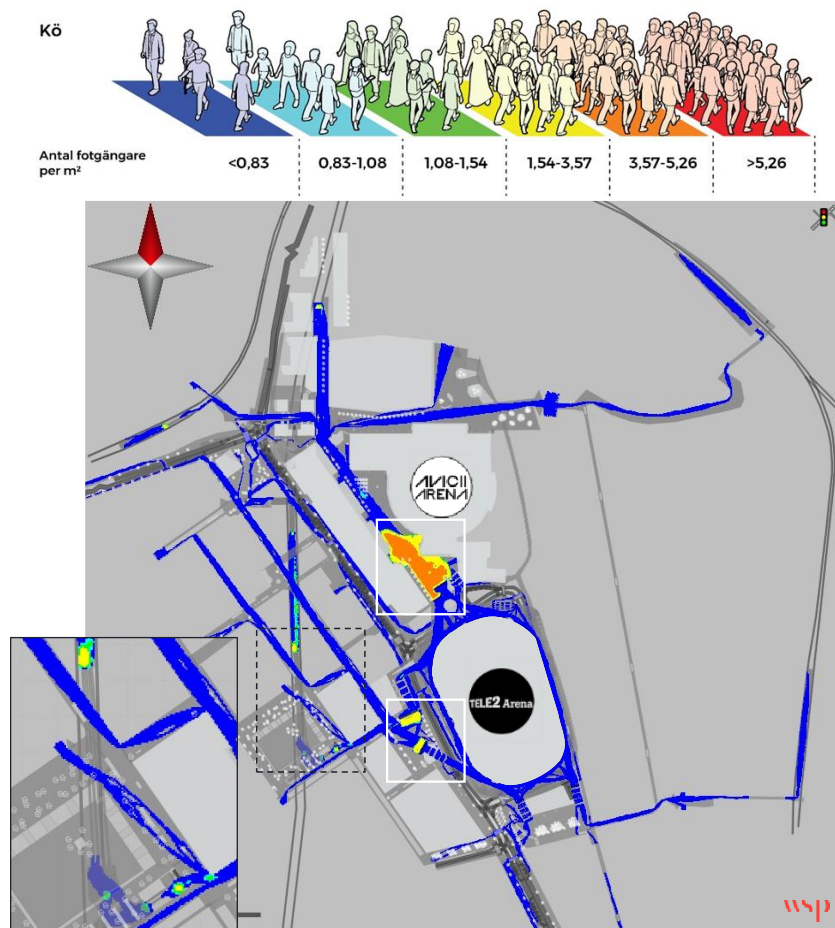 Kö
Antal fotgängare
per m²
<0,83
0,83-1,08
1,08-1,54
1,54-3,57
3,57-5,26
>5,26
AVICII
ARENA
TELE2 Arena
wsp